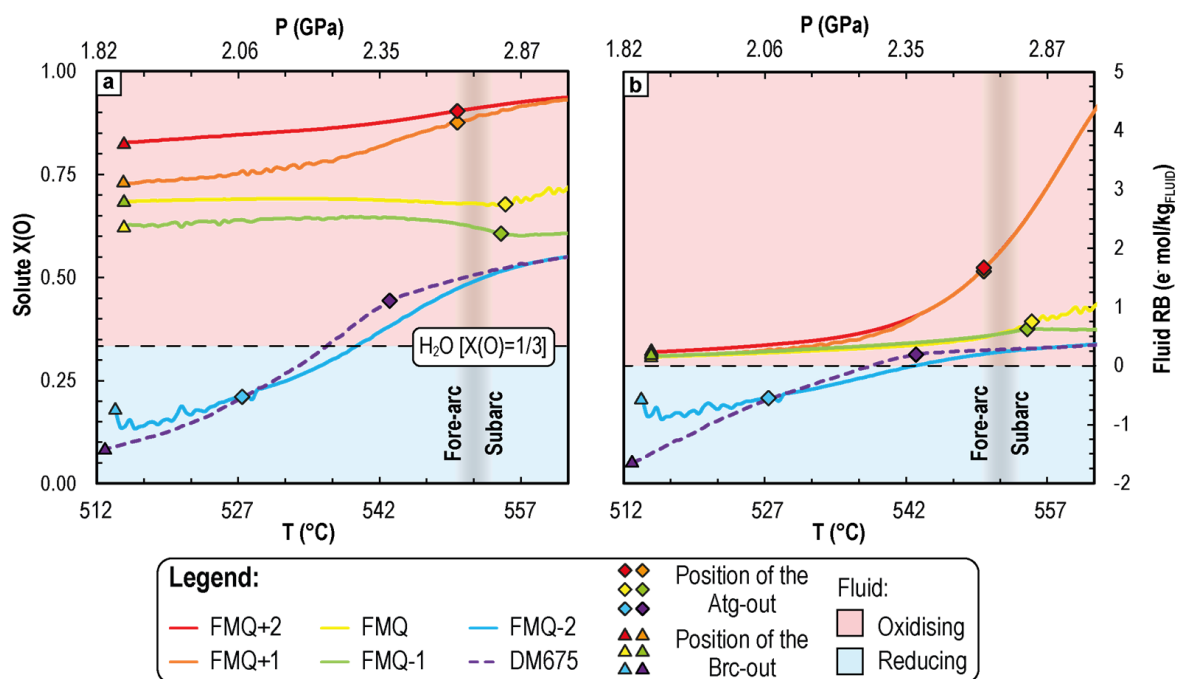 P (GPa)
1.82 2.06 2.35 2.87
1.00
0.75
0.50
0.25
0.00
Solute X(O)
a
H₂O [X(O)=1/3]
Fore-arc
Subarc
512 527 542 557
T (°C)
P (GPa)
1.82 2.06 2.35 2.87
b
5
4
3
2
1
0
-1
-2
Fluid RB (e⁻ mol/kgFLUID)
Fore-arc
Subarc
512 527 542 557
T (°C)
Legend:
FMQ+2 FMQ FMQ-2
FMQ+1 FMQ-1 DM675
Position of the
Atg-out
Position of the
Brc-out
Fluid:
Oxidising
Reducing